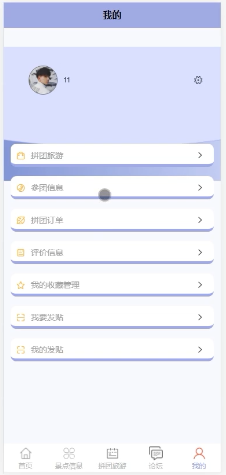 我的
11
拼团旅游
参团信息
拼团订单
评价信息
我的收藏管理
我要发贴
我的发贴
首页
景点信息
拼团旅游
论坛
我的